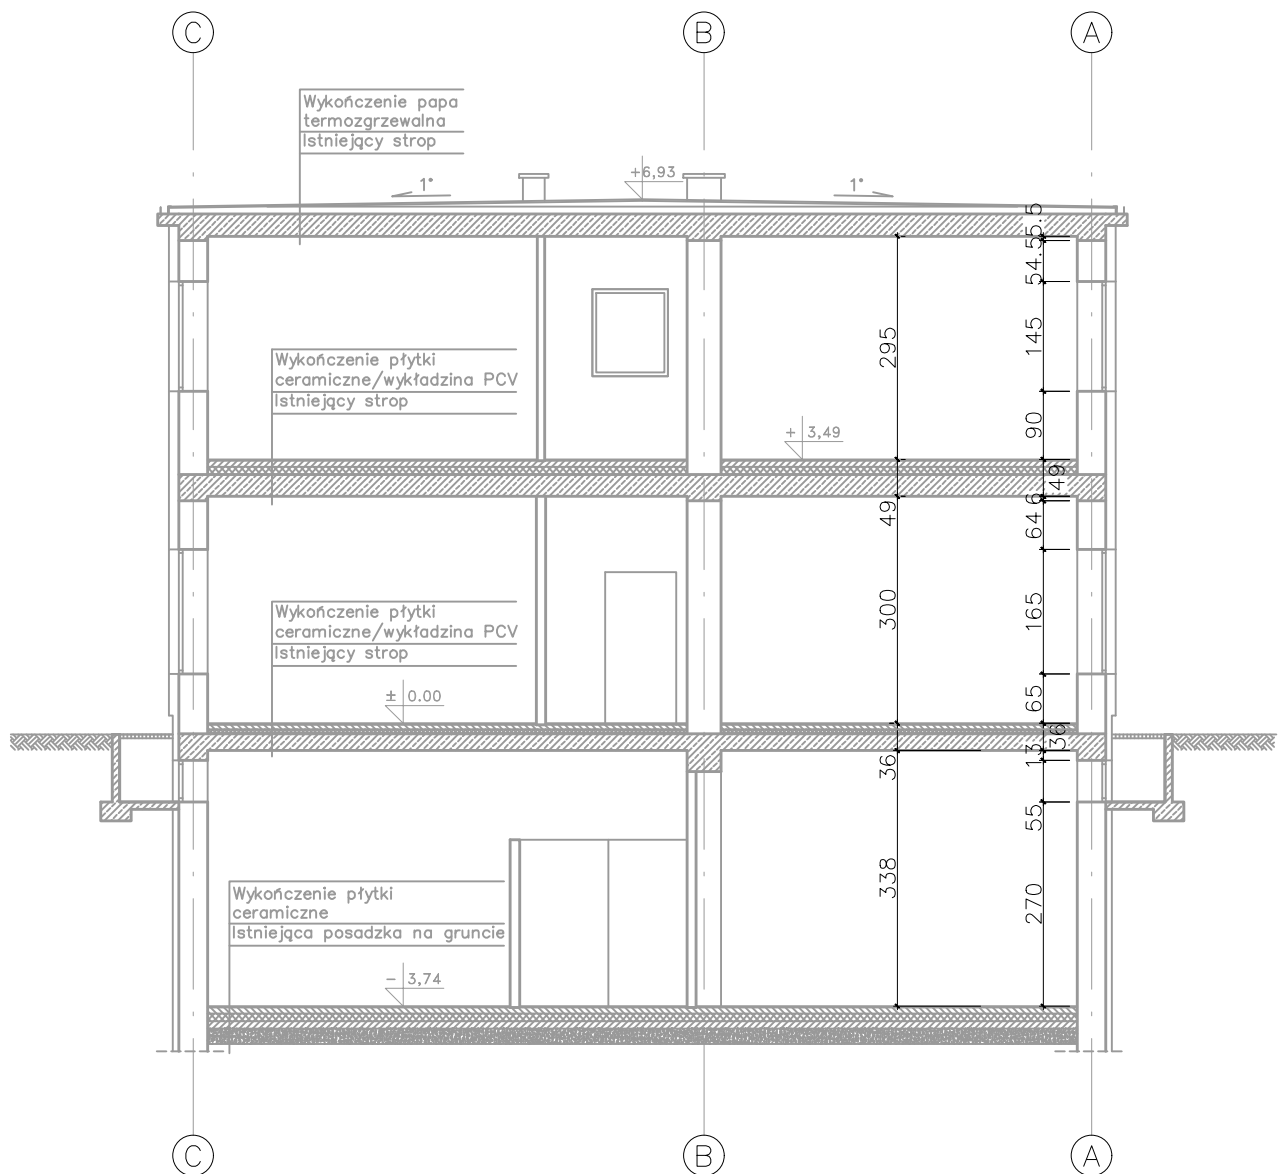 C
B
A
Wykończenie papa
termozgrzewalna
Istniejący strop
1°
+6,93
1°
5.5
54.5
295
145
Wykończenie płytki
ceramiczne/wykładzina PCV
Istniejący strop
90
+ 3,49
49
6
49
64
Wykończenie płytki
ceramiczne/wykładzina PCV
Istniejący strop
300
165
± 0.00
65
36
13
36
55
338
270
Wykończenie płytki
ceramiczne
Istniejąca posadzka na gruncie
- 3,74
C
B
A